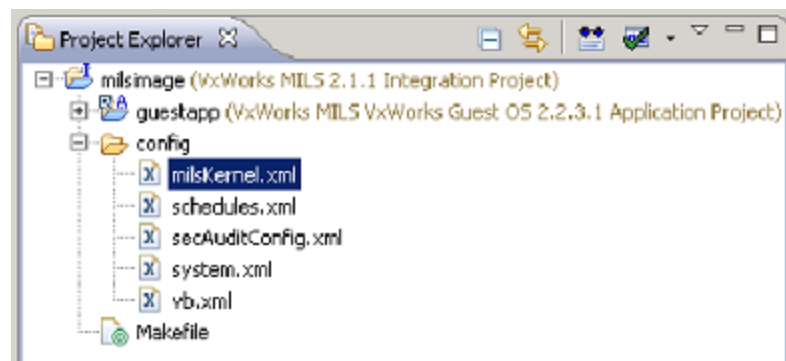 Project Explorer
milsimage (VxWorks MILS 2.1.1 Integration Project)
guestapp (VxWorks MILS VxWorks Guest OS 2.2.3.1 Application Project)
config
milsKernel.xml
schedules.xml
secAuditConfig.xml
system.xml
vb.xml
Makefile